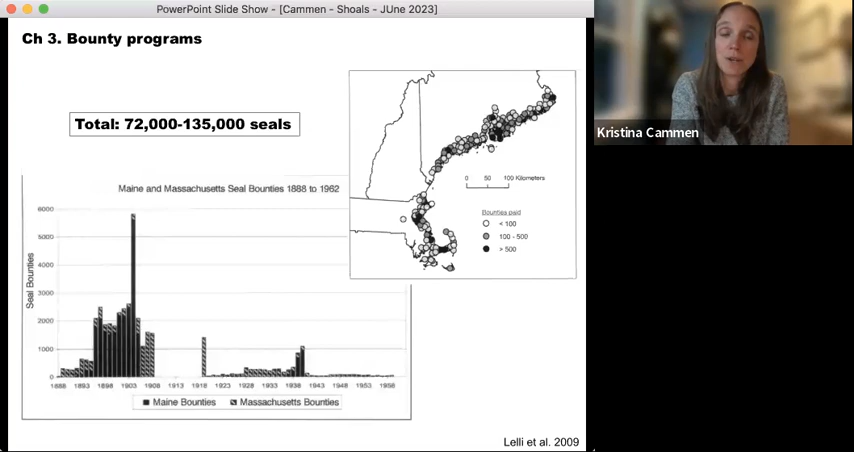 PowerPoint Slide Show - [Cammen - Shoals - JUne 2023]
Ch 3. Bounty programs
Total: 72,000-135,000 seals
0 50 100 Kilometers
Bounties paid
< 100
100 - 500
> 500
Maine and Massachusetts Seal Bounties 1888 to 1962
Seal Bounties
6000
5000
4000
3000
2000
1000
0
1888 1893 1898 1903 1908 1913 1918 1923 1928 1933 1938 1943 1948 1953 1958
Maine Bounties Massachusetts Bounties
Lelli et al. 2009
Kristina Cammen